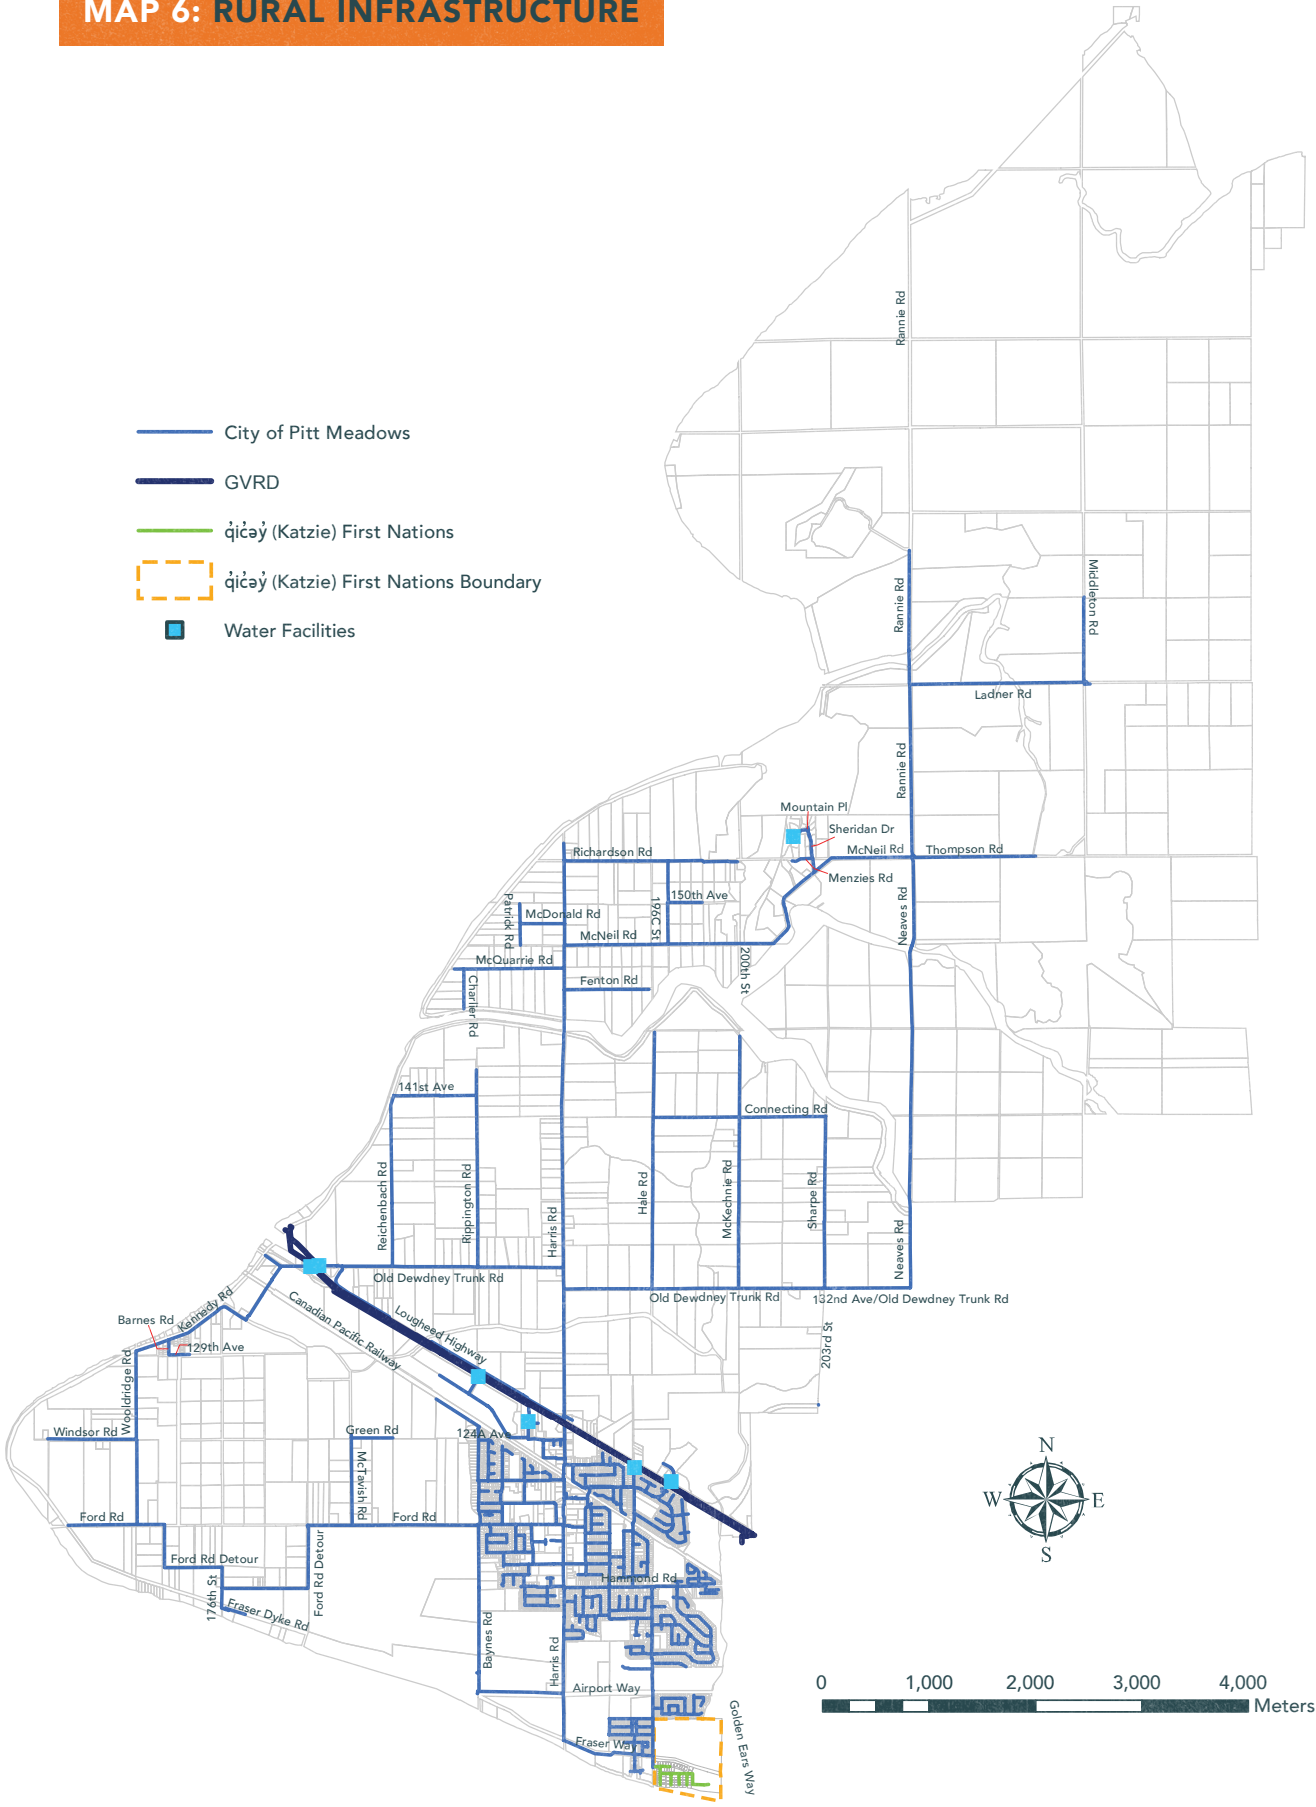 MAP 6: RURAL INFRASTRUCTURE
Rannie Rd
City of Pitt Meadows
GVRD
q̓ic̓əy̓ (Katzie) First Nations
q̓ic̓əy̓ (Katzie) First Nations Boundary
Water Facilities
Rannie Rd
Middleton Rd
Ladner Rd
Rannie Rd
Mountain Pl
Sheridan Dr
Richardson Rd
McNeil Rd
Thompson Rd
Menzies Rd
150th Ave
Patrick Rd
McDonald Rd
196C St
Neaves Rd
McNeil Rd
McQuarrie Rd
200th St
Fenton Rd
Charlier Rd
141st Ave
Connecting Rd
Reichenbach Rd
Rippington Rd
Harris Rd
Hale Rd
McKechnie Rd
Sharpe Rd
Neaves Rd
Old Dewdney Trunk Rd
Old Dewdney Trunk Rd
132nd Ave/Old Dewdney Trunk Rd
Kennedy Rd
Canadian Pacific Railway
Lougheed Highway
Barnes Rd
129th Ave
203rd St
Wooldridge Rd
Windsor Rd
Green Rd
124A Ave
McTavish Rd
N
W
E
S
Ford Rd
Ford Rd
Ford Rd Detour
Ford Rd Detour
176th St
Fraser Dyke Rd
Hammond Rd
Baynes Rd
Harris Rd
Airport Way
Fraser Way
Golden Ears Way
0 1,000 2,000 3,000 4,000
Meters